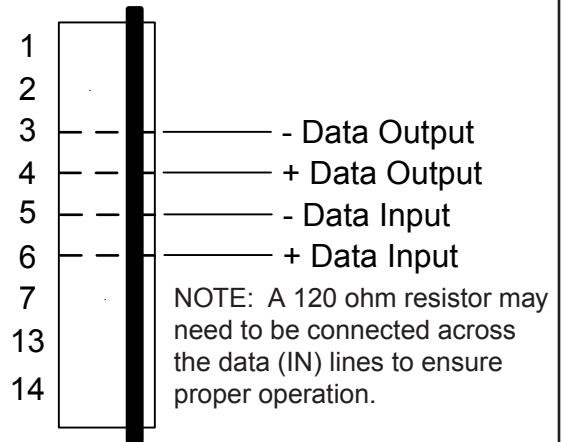 1
2
3 - Data Output
4 + Data Output
5 - Data Input
6 + Data Input
7 NOTE: A 120 ohm resistor may
13 need to be connected across
the data (IN) lines to ensure
14 proper operation.